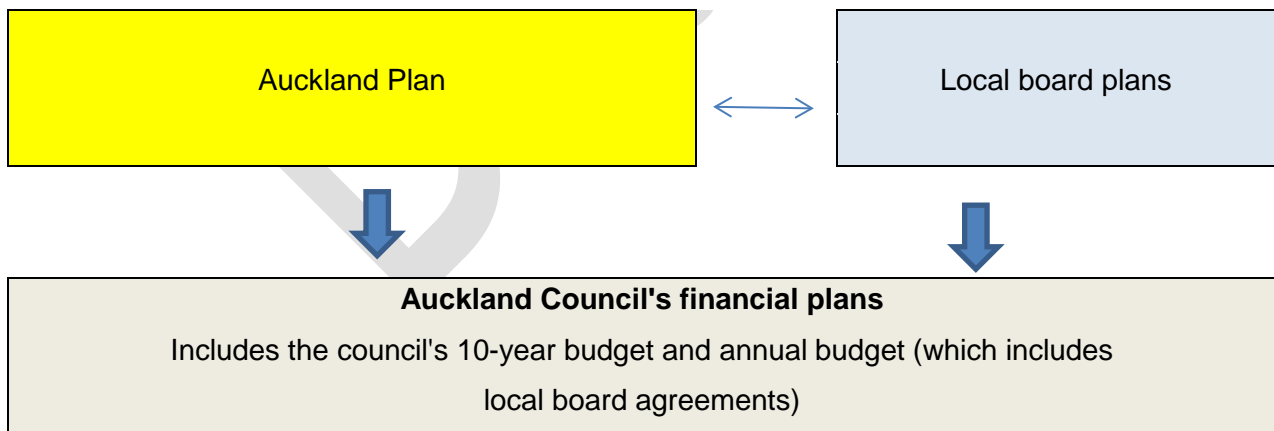 Auckland Plan
Local board plans
Auckland Council's financial plans
Includes the council's 10-year budget and annual budget (which includes
local board agreements)